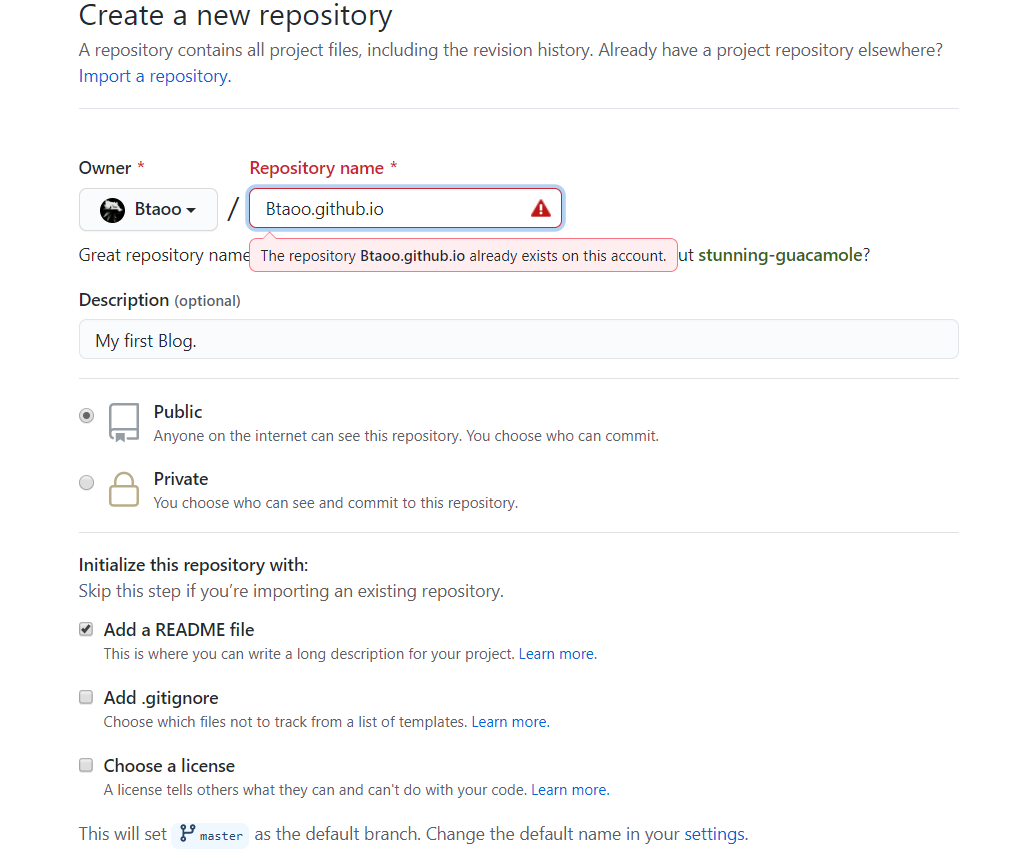 Create a new repository
A repository contains all project files, including the revision history. Already have a project repository elsewhere?
Import a repository.
Owner * Repository name *
Btaoo / Btaoo.github.io
Great repository name
The repository Btaoo.github.io already exists on this account.
ut stunning-guacamole?
Description (optional)
My first Blog.
Public
Anyone on the internet can see this repository. You choose who can commit.
Private
You choose who can see and commit to this repository.
Initialize this repository with:
Skip this step if you’re importing an existing repository.
Add a README file
This is where you can write a long description for your project. Learn more.
Add .gitignore
Choose which files not to track from a list of templates. Learn more.
Choose a license
A license tells others what they can and can't do with your code. Learn more.
This will set master as the default branch. Change the default name in your settings.